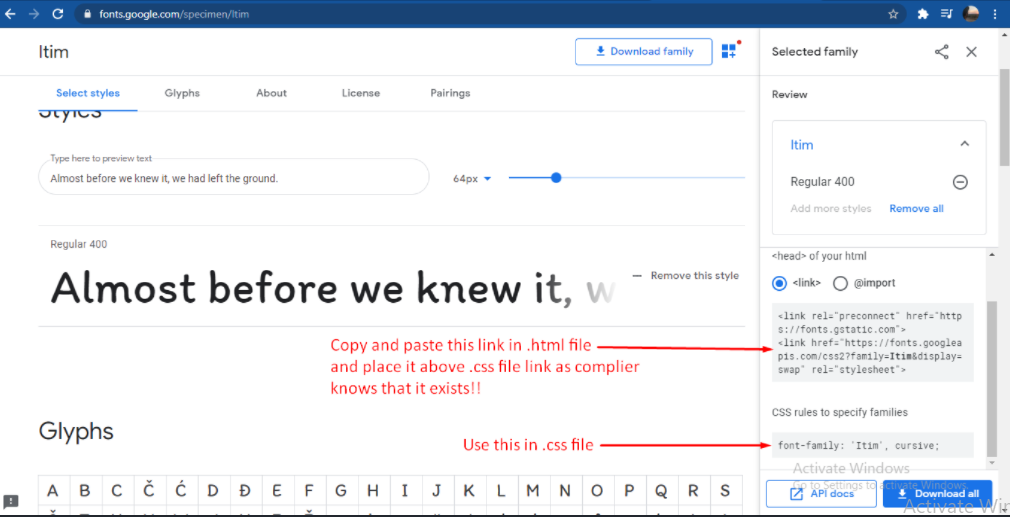 fonts.google.com/specimen/Itim
Itim
Download family
Selected family
Select styles
Glyphs
About
License
Pairings
Review
Styles
Type here to preview text
Almost before we knew it, we had left the ground.
64px
Itim
Regular 400
Add more styles
Remove all
Regular 400
Almost before we knew it, w
Remove this style
<head> of your html
<link>
@import
<link rel="preconnect" href="http
s://fonts.gstatic.com">
<link href="https://fonts.googlea
pis.com/css2?family=Itim&display=
swap" rel="stylesheet">
Copy and paste this link in .html file
and place it above .css file link as complier
knows that it exists!!
CSS rules to specify families
Glyphs
Use this in .css file
font-family: 'Itim', cursive;
Activate Windows
Go to Settings to activate Windows.
API docs
Download all
Activate Win
A B C Č Ć D Đ E F G H I J K L M N O P Q R S